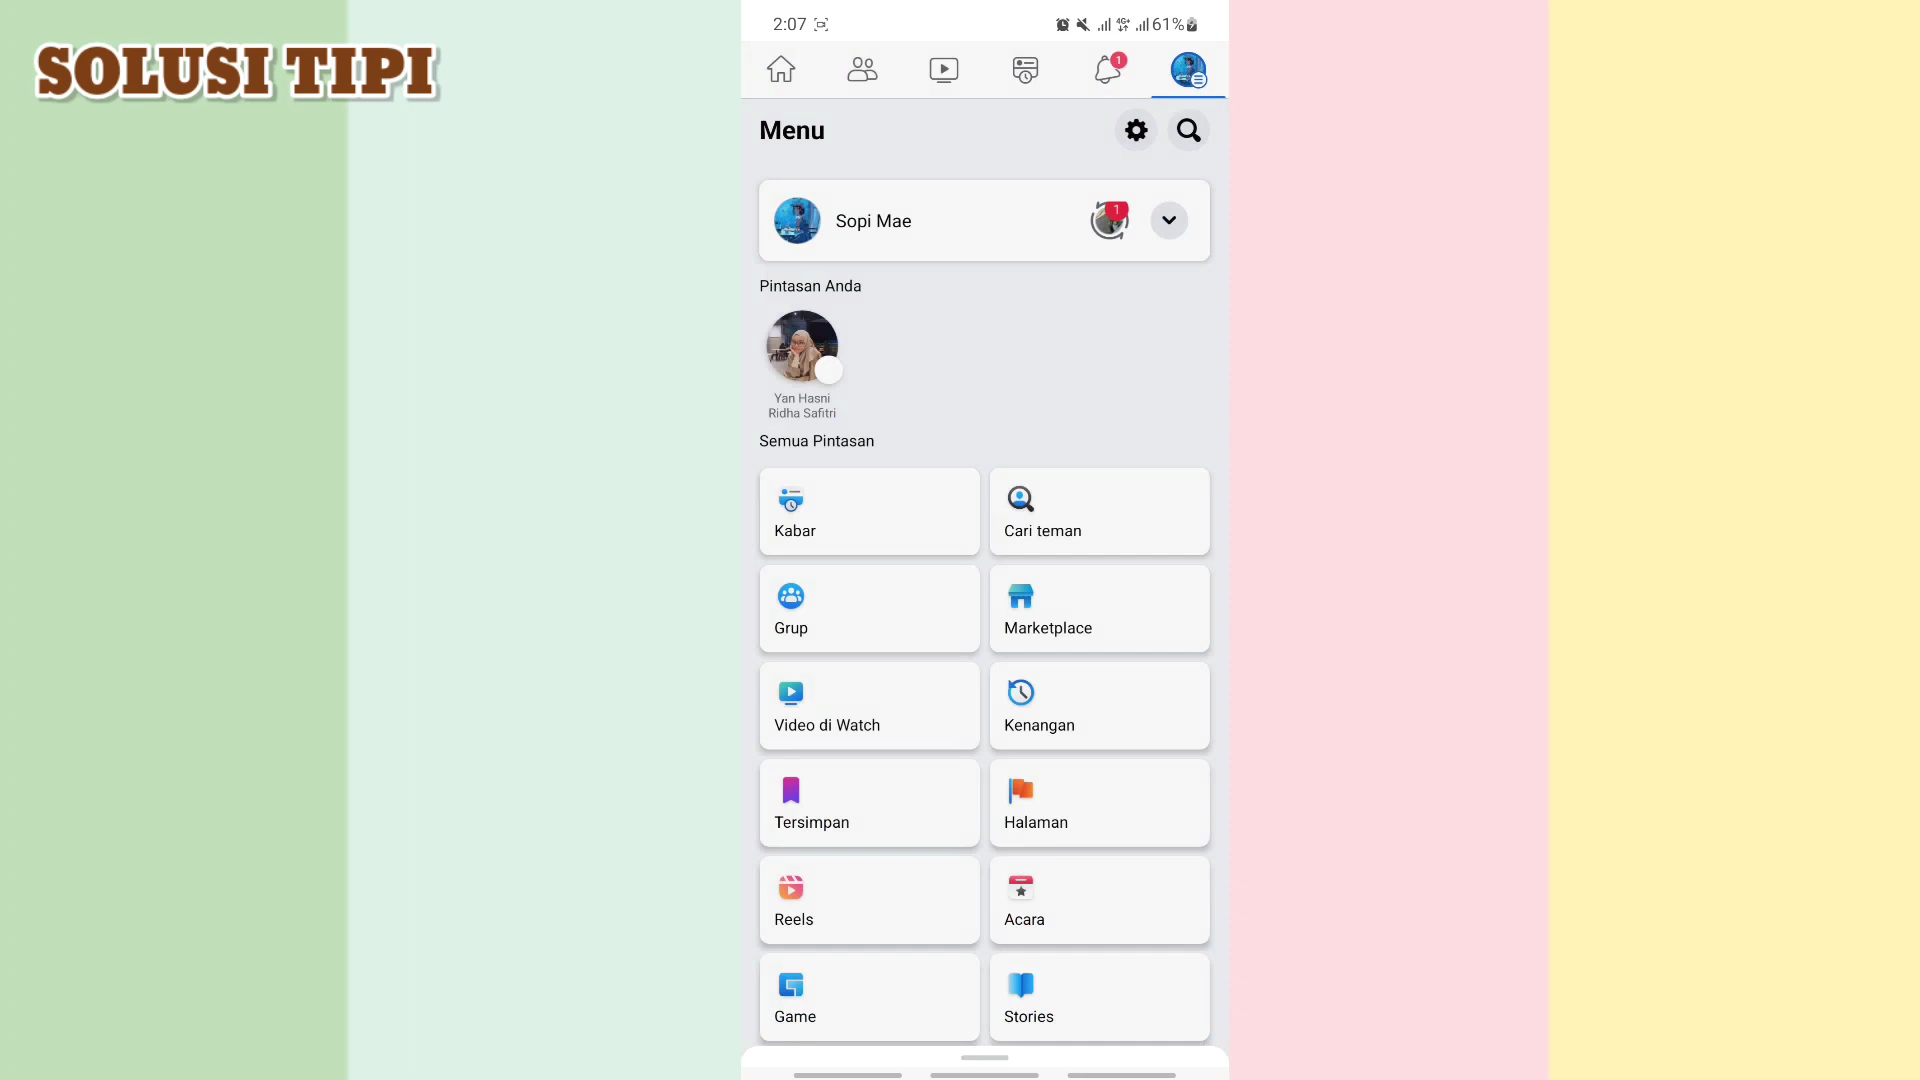 SOLUSI TIPI
2:07
4G+
61%
1
Menu
Sopi Mae
1
Pintasan Anda
Yan Hasni
Ridha Safitri
Semua Pintasan
Kabar
Cari teman
Grup
Marketplace
Video di Watch
Kenangan
Tersimpan
Halaman
Reels
Acara
Game
Stories